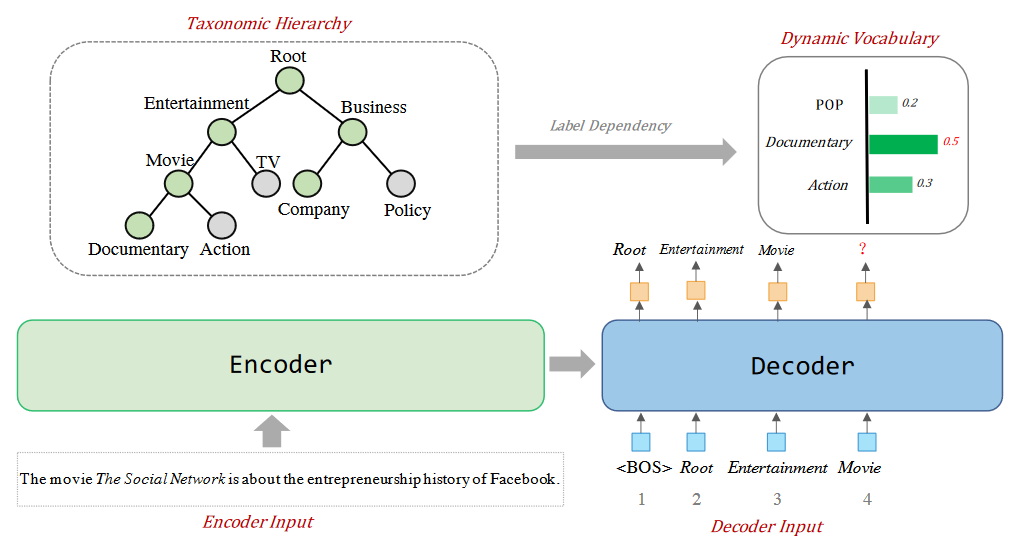 Taxonomic Hierarchy
Root
Entertainment
Business
Movie
TV
Company
Policy
Documentary
Action
Label Dependency
Dynamic Vocabulary
POP
0.2
Documentary
0.5
Action
0.3
Root Entertainment Movie ?
Encoder
Decoder
The movie The Social Network is about the entrepreneurship history of Facebook.
Encoder Input
<BOS> Root Entertainment Movie
1 2 3 4
Decoder Input